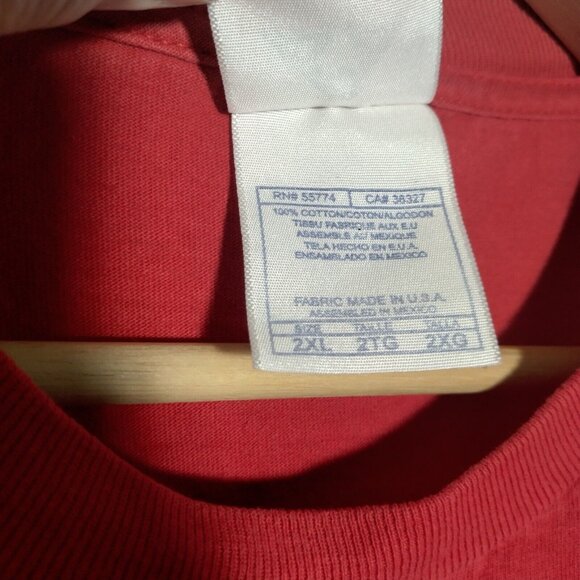 RN# 55774 CA# 38327
100% COTTON/COTON/ALGODON
TISSU FABRIQUE AUX E.U
ASSEMBLE AU MEXIQUE
TELA HECHO EN E.U.A.
ENSAMBLADO EN MEXICO
FABRIC MADE IN U.S.A.
ASSEMBLED IN MEXICO
SIZE TAILLE TALLA
2XL 2TG 2XG